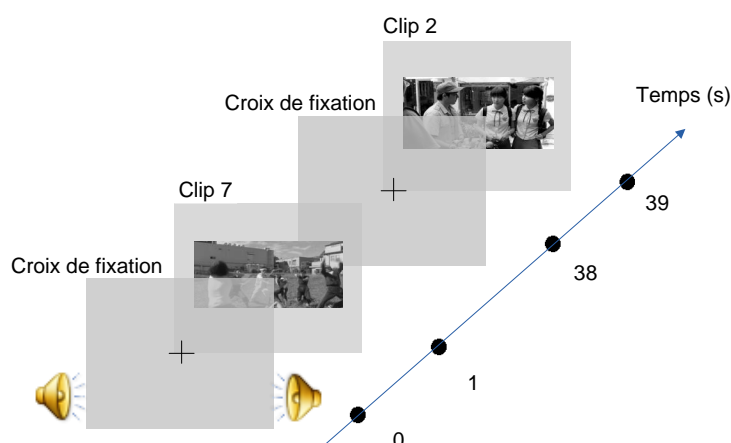 Clip 2
Croix de fixation
Temps (s)
Clip 7
39
Croix de fixation
38
1
0